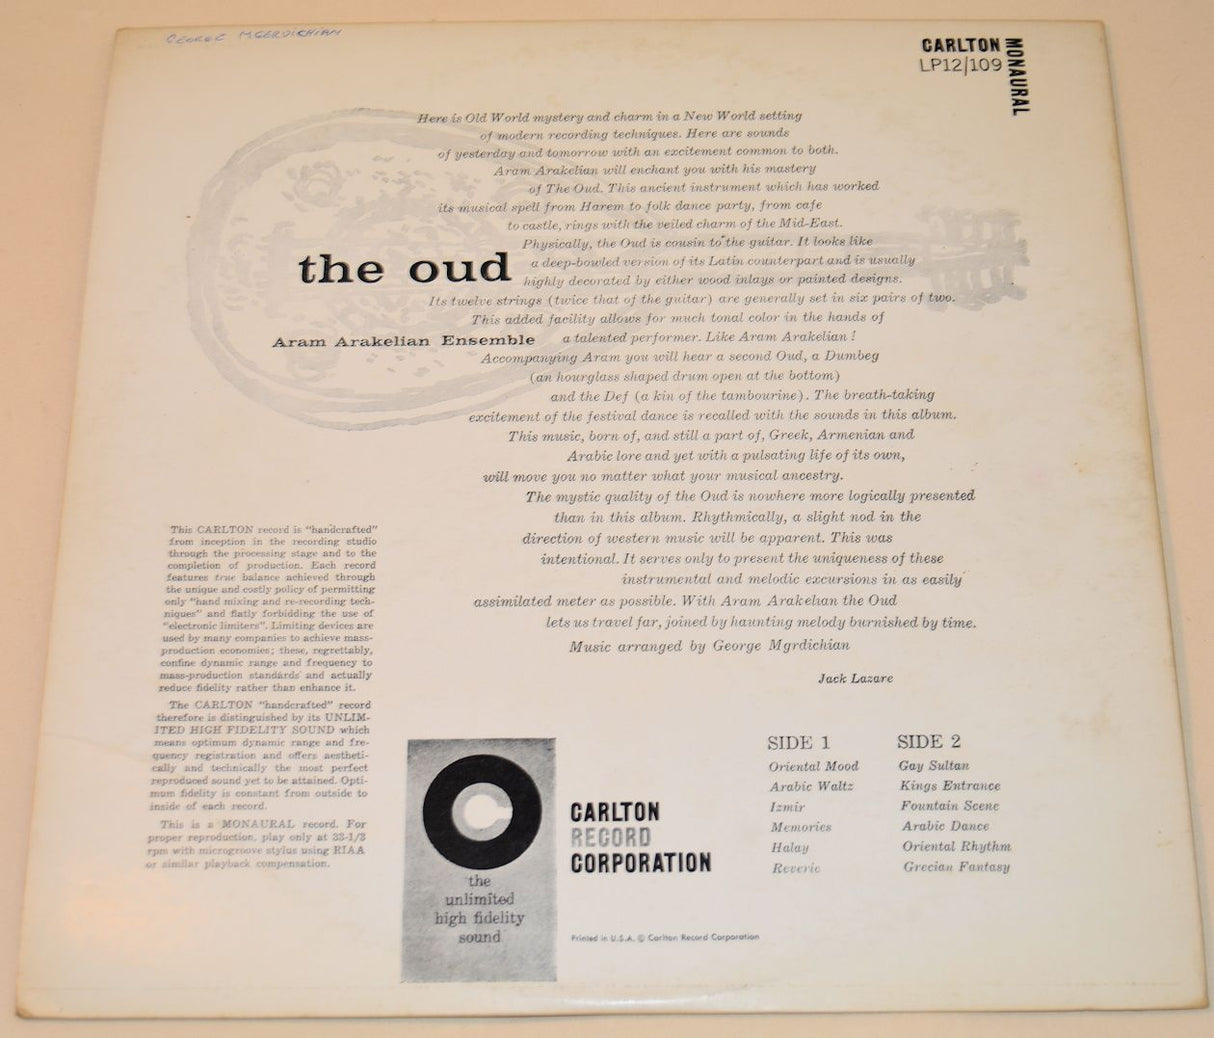 GEORGE MGERDICHIAN
CARLTON
LP12/109
MONAURAL
Here is Old World mystery and charm in a New World setting
of modern recording techniques. Here are sounds
of yesterday and tomorrow with an excitement common to both.
Aram Arakelian will enchant you with his mastery
of The Oud. This ancient instrument which has worked
its musical spell from Harem to folk dance party, from cafe
to castle, rings with the veiled charm of the Mid-East.
Physically, the Oud is cousin to the guitar. It looks like
a deep-bowled version of its Latin counterpart and is usually
highly decorated by either wood inlays or painted designs.
Its twelve strings (twice that of the guitar) are generally set in six pairs of two.
This added facility allows for much tonal color in the hands of
a talented performer. Like Aram Arakelian!
Accompanying Aram you will hear a second Oud, a Dumbeg
(an hourglass shaped drum open at the bottom)
and the Def (a kin of the tambourine). The breath-taking
excitement of the festival dance is recalled with the sounds in this album.
This music, born of, and still a part of, Greek, Armenian and
Arabic lore and yet with a pulsating life of its own,
will move you no matter what your musical ancestry.
The mystic quality of the Oud is nowhere more logically presented
than in this album. Rhythmically, a slight nod in the
direction of western music will be apparent. This was
intentional. It serves only to present the uniqueness of these
instrumental and melodic excursions in as easily
assimilated meter as possible. With Aram Arakelian the Oud
lets us travel far, joined by haunting melody burnished by time.
Music arranged by George Mgrdichian
Jack Lazare
the oud
Aram Arakelian Ensemble
This CARLTON record is "handcrafted"
from inception in the recording studio
through the processing stage and to the
completion of production. Each record
features true balance achieved through
the unique and costly policy of permitting
only "hand mixing and re-recording tech-
niques" and flatly forbidding the use of
"electronic limiters". Limiting devices are
used by many companies to achieve mass-
production economies; these, regrettably,
confine dynamic range and frequency to
mass-production standards and actually
reduce fidelity rather than enhance it.
The CARLTON "handcrafted" record
therefore is distinguished by its UNLIM-
ITED HIGH FIDELITY SOUND which
means optimum dynamic range and fre-
quency registration and offers aestheti-
cally and technically the most perfect
reproduced sound yet to be attained. Opti-
mum fidelity is constant from outside to
inside of each record.
This is a MONAURAL record. For
proper reproduction, play only at 33-1/3
rpm with microgroove stylus using RIAA
or similar playback compensation.
the
unlimited
high fidelity
sound
CARLTON
RECORD
CORPORATION
Printed in U.S.A. © Carlton Record Corporation
SIDE 1
Oriental Mood
Arabic Waltz
Izmir
Memories
Halay
Reverie
SIDE 2
Gay Sultan
Kings Entrance
Fountain Scene
Arabic Dance
Oriental Rhythm
Grecian Fantasy